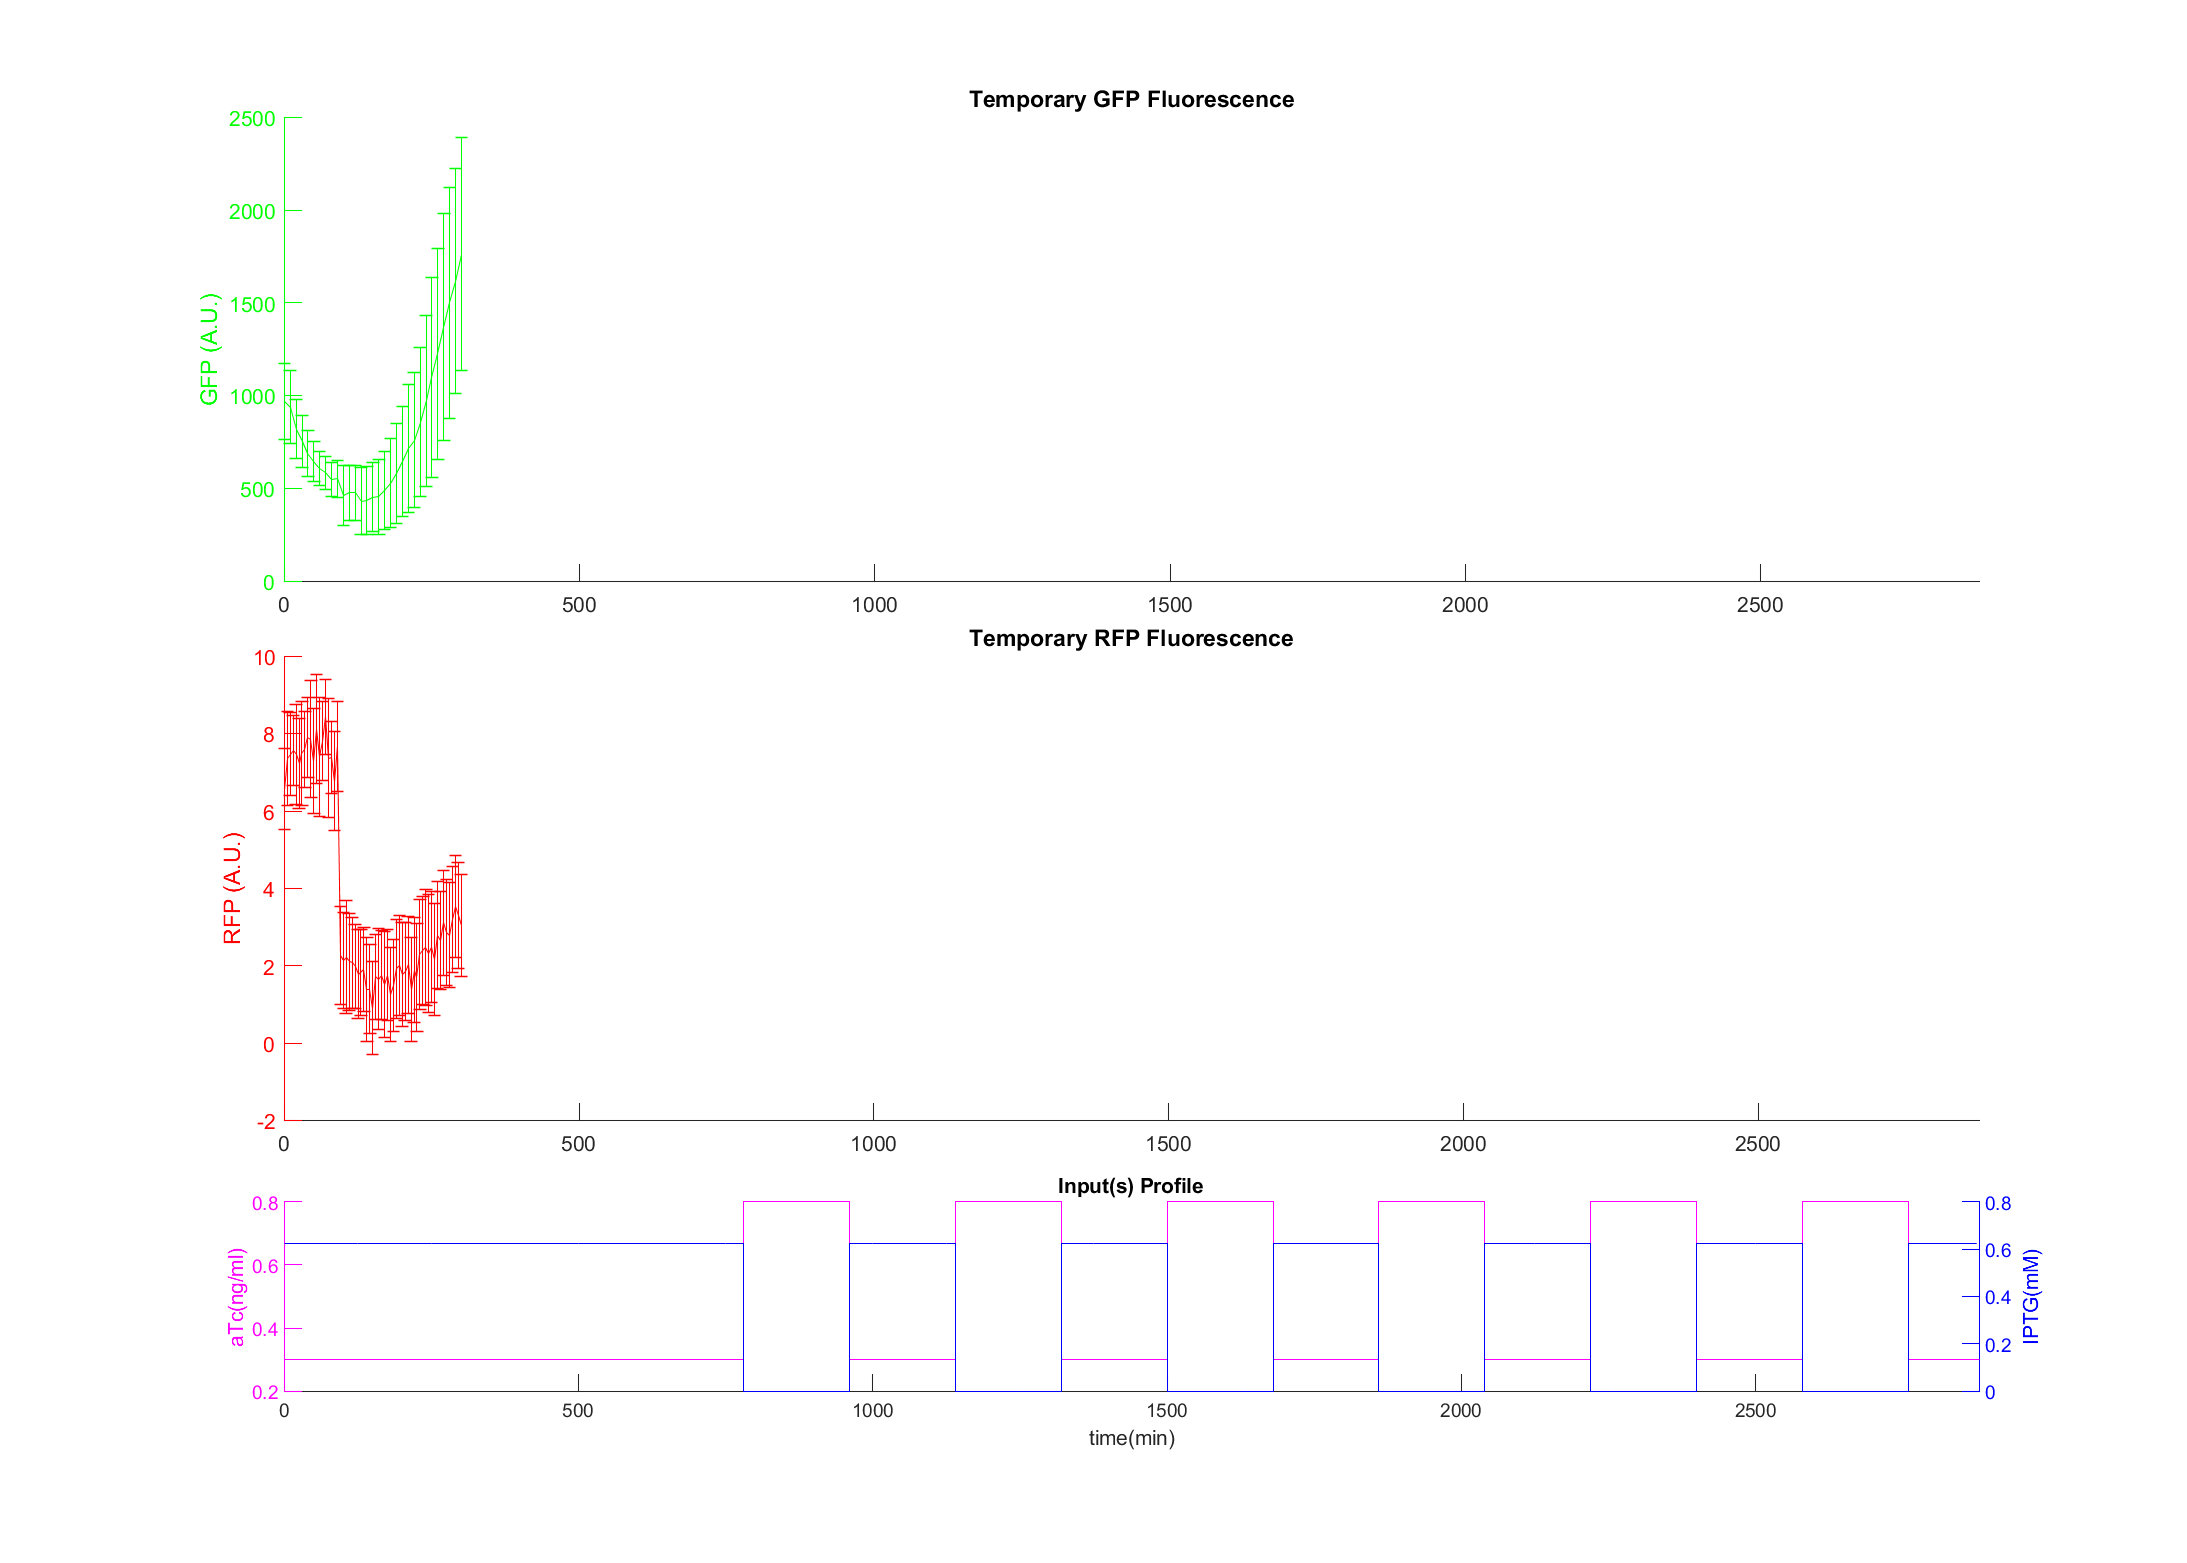 Temporary GFP Fluorescence
GFP (A.U.)
2500
2000
1500
1000
500
0
0 500 1000 1500 2000 2500
Temporary RFP Fluorescence
RFP (A.U.)
10
8
6
4
2
0
-2
0 500 1000 1500 2000 2500
Input(s) Profile
aTc(ng/ml)
0.8
0.6
0.4
0.2
IPTG(mM)
0.8
0.6
0.4
0.2
0
0 500 1000 1500 2000 2500
time(min)